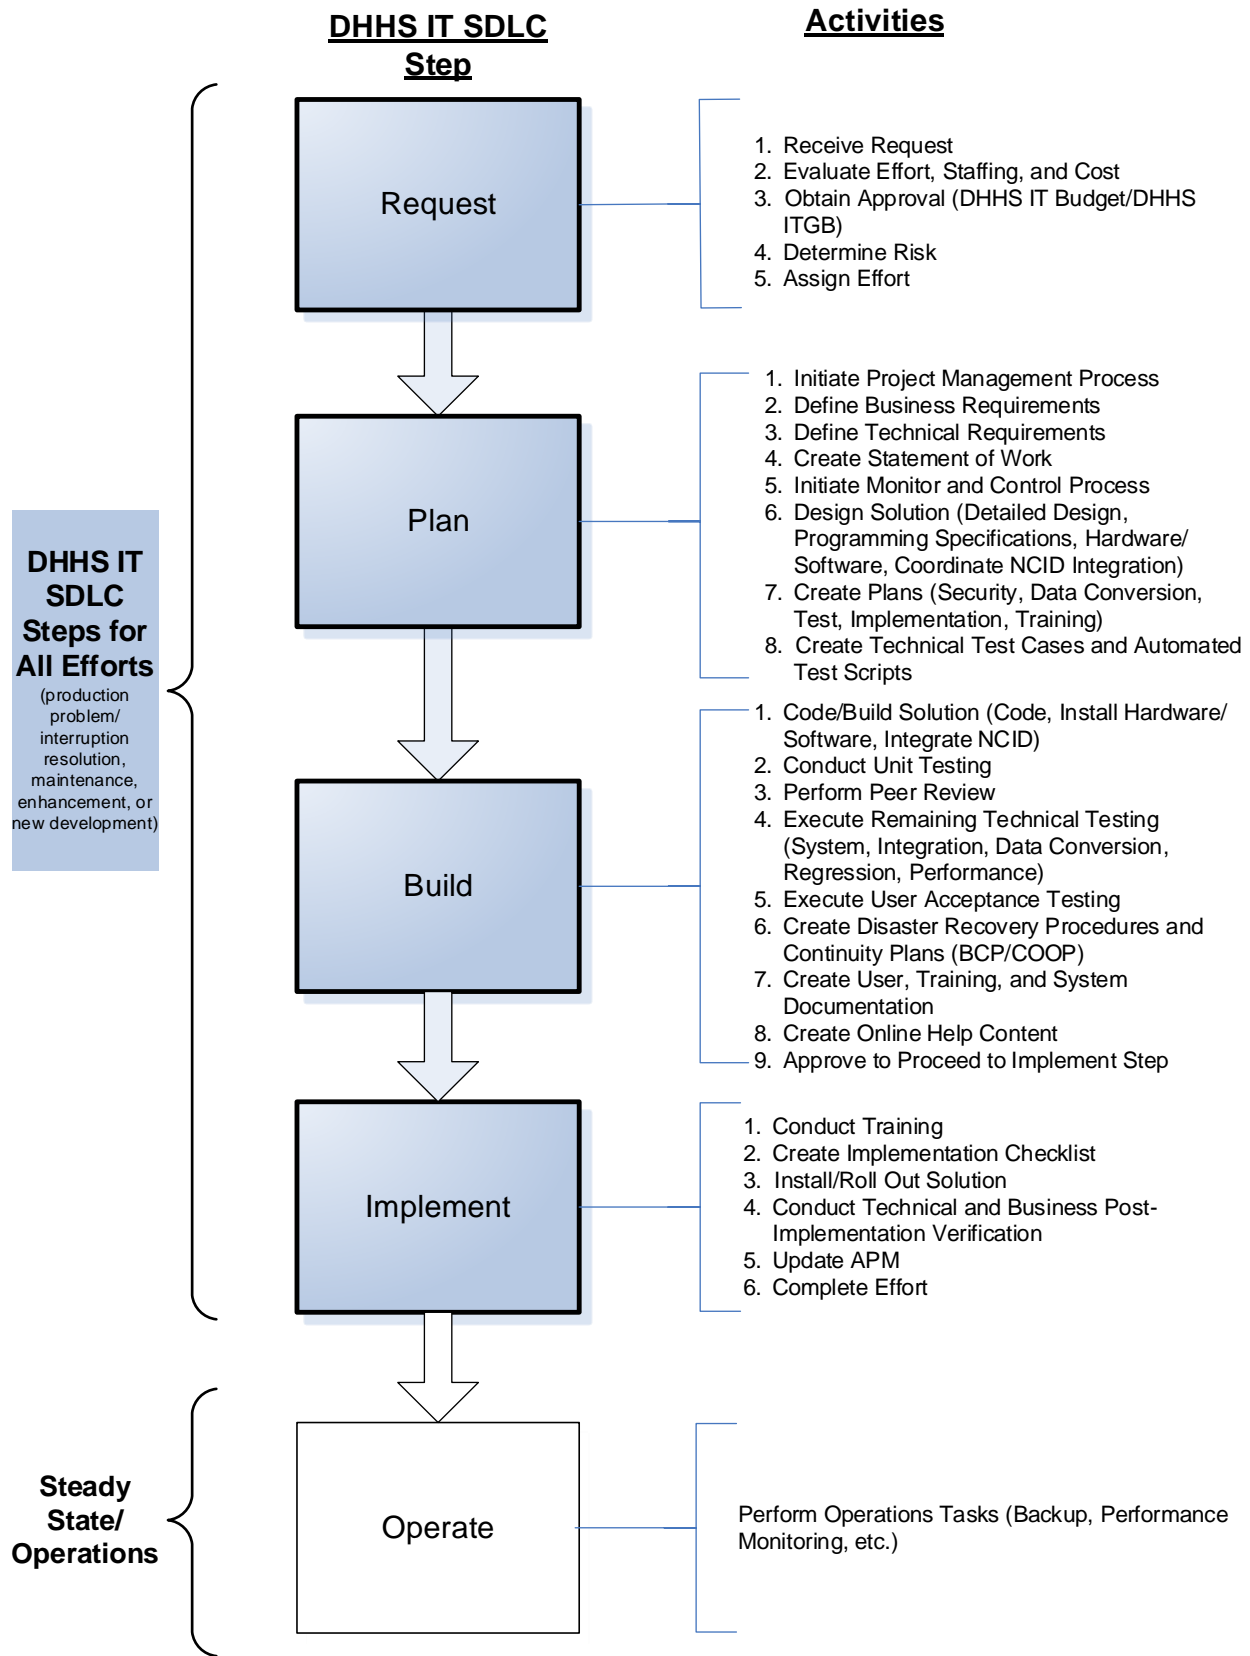 DHHS IT SDLC
Step
Activities
Request
1. Receive Request
2. Evaluate Effort, Staffing, and Cost
3. Obtain Approval (DHHS IT Budget/DHHS
ITGB)
4. Determine Risk
5. Assign Effort
Plan
1. Initiate Project Management Process
2. Define Business Requirements
3. Define Technical Requirements
4. Create Statement of Work
5. Initiate Monitor and Control Process
6. Design Solution (Detailed Design,
Programming Specifications, Hardware/
Software, Coordinate NCID Integration)
7. Create Plans (Security, Data Conversion,
Test, Implementation, Training)
8. Create Technical Test Cases and Automated
Test Scripts
DHHS IT
SDLC
Steps for
All Efforts
(production
problem/
interruption
resolution,
maintenance,
enhancement, or
new development)
Build
1. Code/Build Solution (Code, Install Hardware/
Software, Integrate NCID)
2. Conduct Unit Testing
3. Perform Peer Review
4. Execute Remaining Technical Testing
(System, Integration, Data Conversion,
Regression, Performance)
5. Execute User Acceptance Testing
6. Create Disaster Recovery Procedures and
Continuity Plans (BCP/COOP)
7. Create User, Training, and System
Documentation
8. Create Online Help Content
9. Approve to Proceed to Implement Step
Implement
1. Conduct Training
2. Create Implementation Checklist
3. Install/Roll Out Solution
4. Conduct Technical and Business Post-
Implementation Verification
5. Update APM
6. Complete Effort
Steady
State/
Operations
Operate
Perform Operations Tasks (Backup, Performance
Monitoring, etc.)